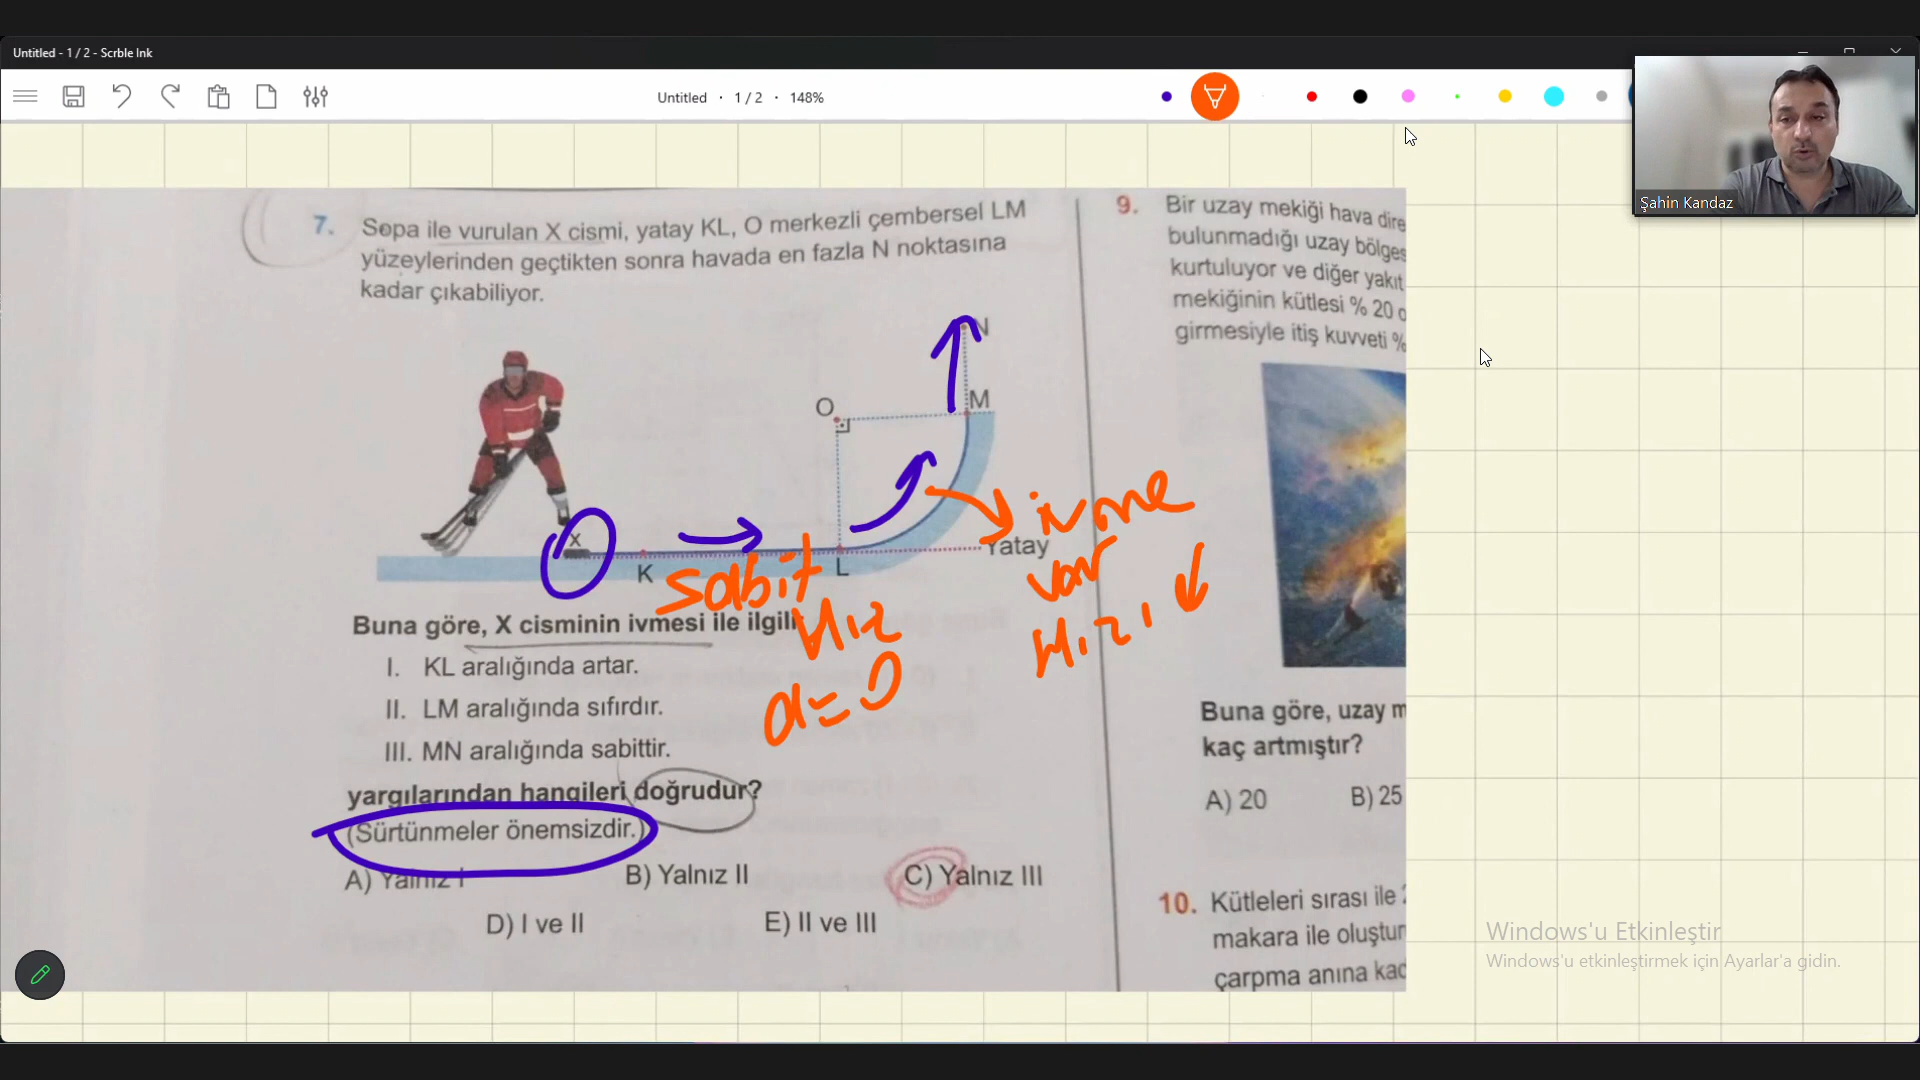 Untitled - 1 / 2 - Scrble Ink
Untitled · 1 / 2 · 148%
Şahin Kandaz
7. Sopa ile vurulan X cismi, yatay KL, O merkezli çembersel LM
yüzeylerinden geçtikten sonra havada en fazla N noktasına
kadar çıkabiliyor.
N
O
M
X
K
L
Yatay
sabit
Hız
a=0
ivme
var
Hızı
Buna göre, X cisminin ivmesi ile ilgili
I. KL aralığında artar.
II. LM aralığında sıfırdır.
III. MN aralığında sabittir.
yargılarından hangileri doğrudur?
(Sürtünmeler önemsizdir.)
A) Yalnız I
B) Yalnız II
C) Yalnız III
D) I ve II
E) II ve III
9. Bir uzay mekiği hava dire
bulunmadığı uzay bölges
kurtuluyor ve diğer yakıt
mekiğinin kütlesi % 20 o
girmesiyle itiş kuvveti %
Buna göre, uzay m
kaç artmıştır?
A) 20
B) 25
10. Kütleleri sırası ile 2
makara ile oluştur
çarpma anına kad
Windows'u Etkinleştir
Windows'u etkinleştirmek için Ayarlar'a gidin.